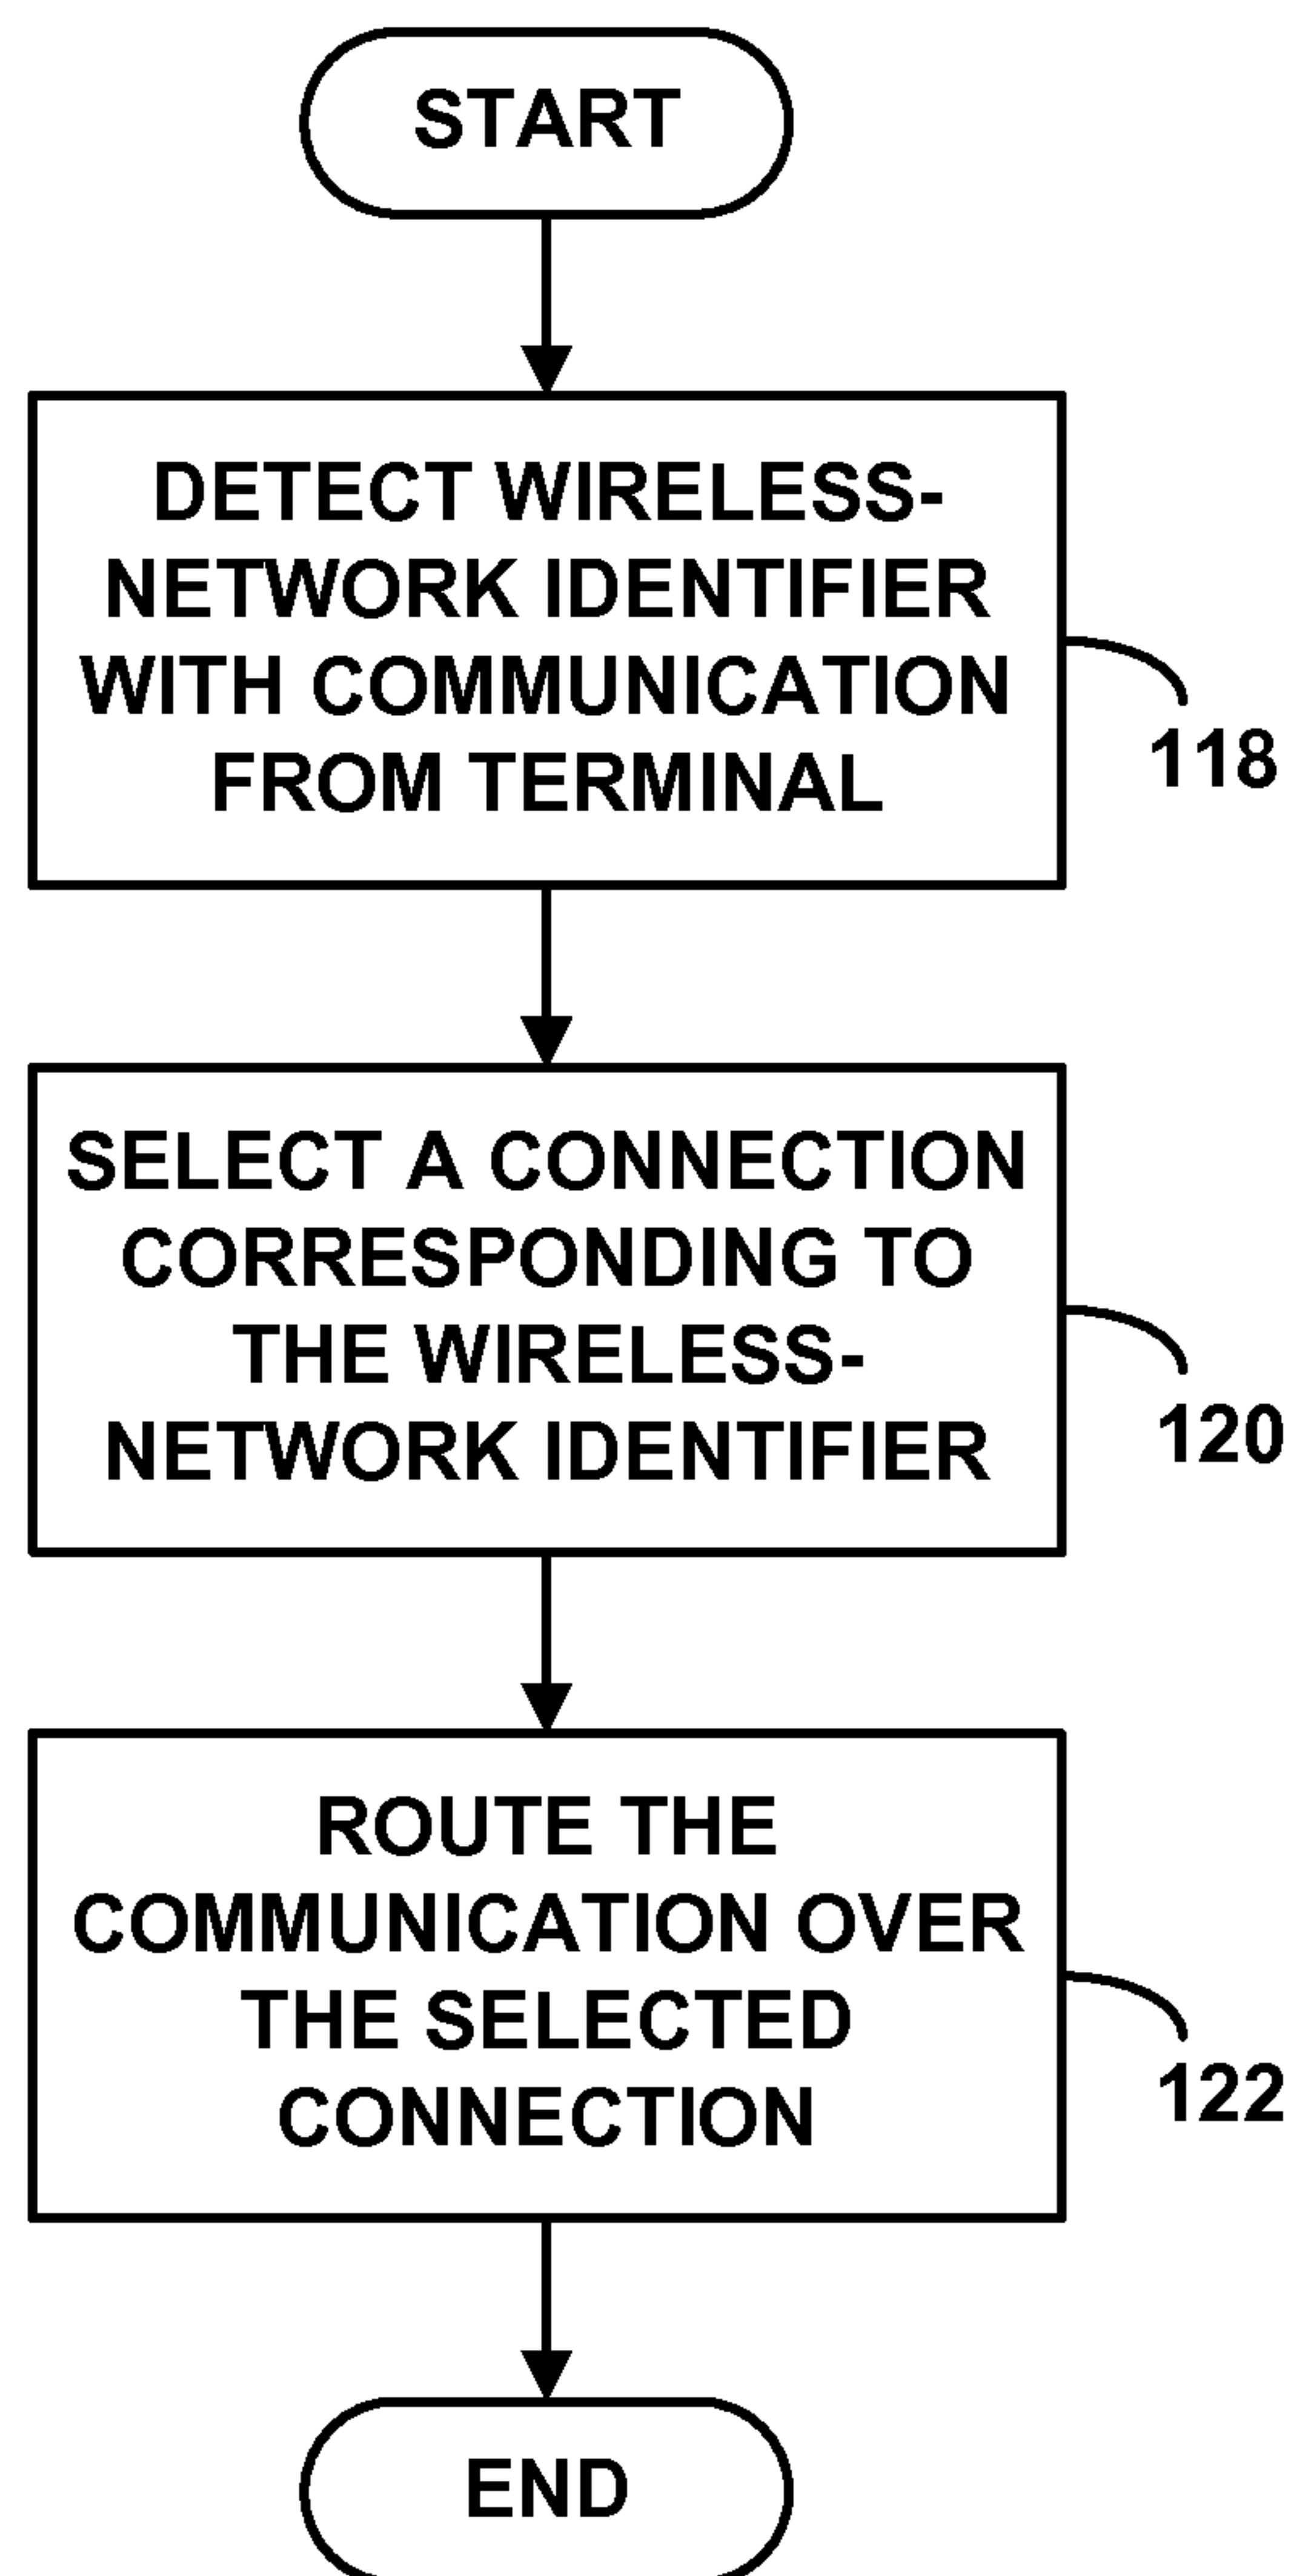 START
DETECT WIRELESS-
NETWORK IDENTIFIER
WITH COMMUNICATION
FROM TERMINAL
118
SELECT A CONNECTION
CORRESPONDING TO
THE WIRELESS-
NETWORK IDENTIFIER
120
ROUTE THE
COMMUNICATION OVER
THE SELECTED
CONNECTION
122
END